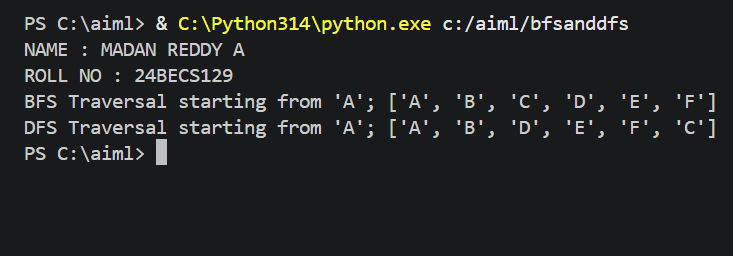 PS C:\aiml> & C:\Python314\python.exe c:/aiml/bfsanddfs
NAME : MADAN REDDY A
ROLL NO : 24BECS129
BFS Traversal starting from 'A'; ['A', 'B', 'C', 'D', 'E', 'F']
DFS Traversal starting from 'A'; ['A', 'B', 'D', 'E', 'F', 'C']
PS C:\aiml>